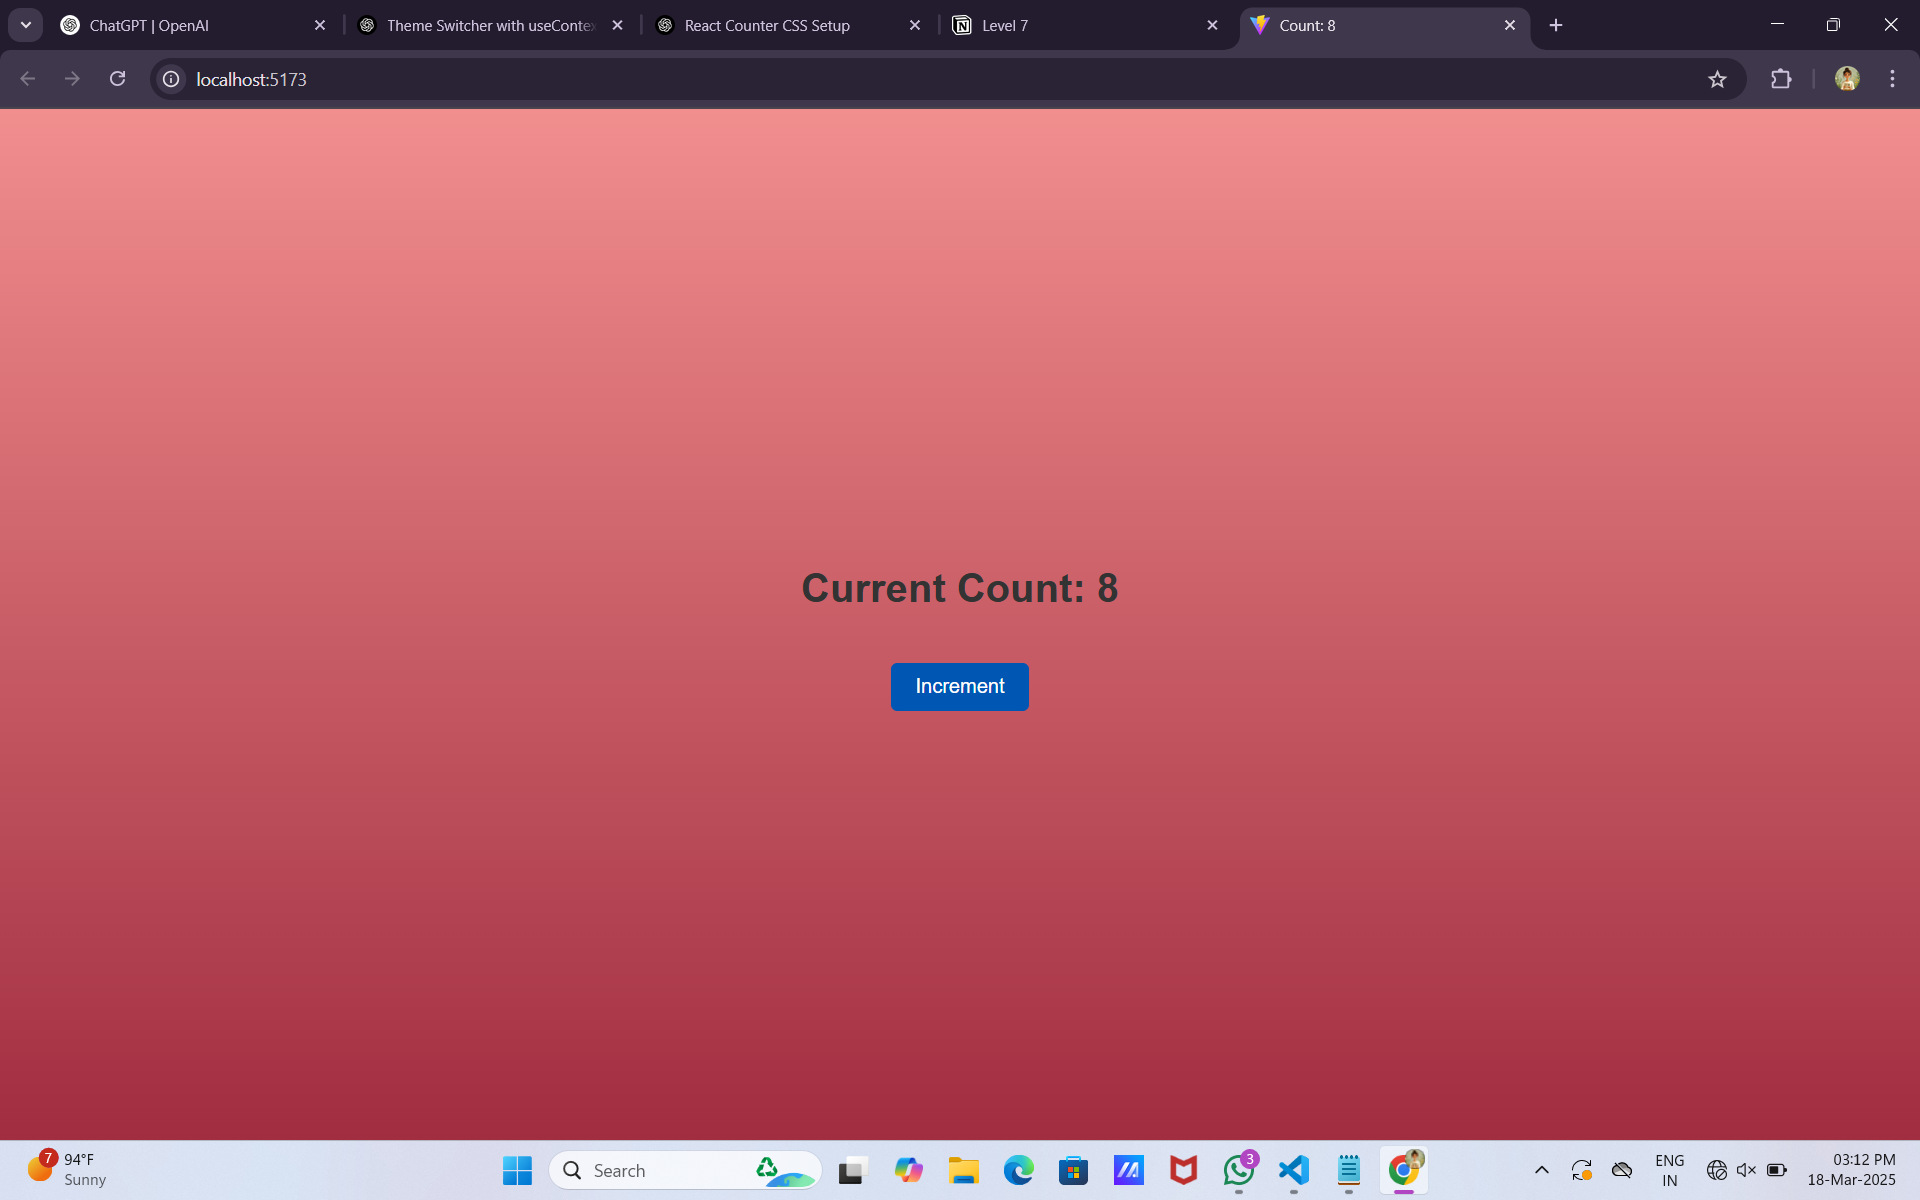 ChatGPT | OpenAI
Theme Switcher with useContex
React Counter CSS Setup
Level 7
Count: 8
localhost:5173
Current Count: 8
Increment
7
94°F
Sunny
Search
3
ENG
IN
03:12 PM
18-Mar-2025